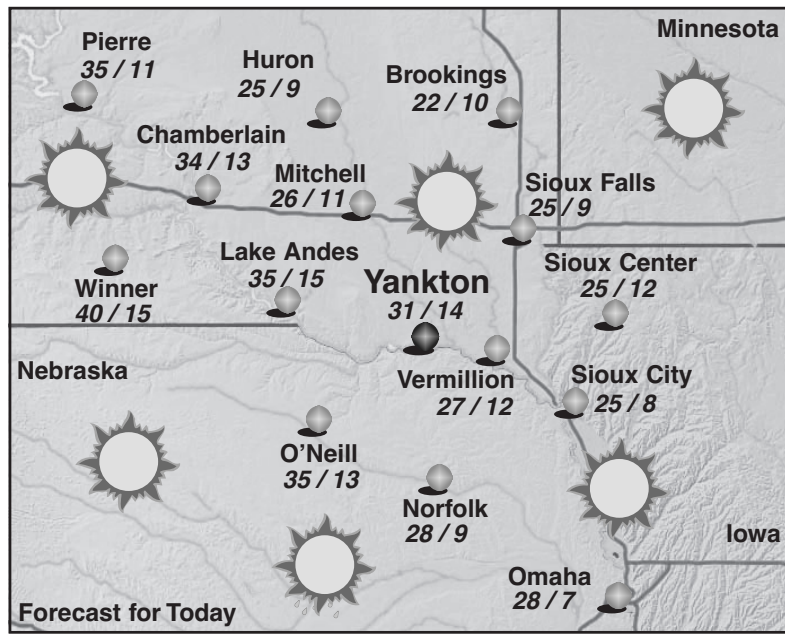 Minnesota
Pierre
35 / 11
Huron
25 / 9
Brookings
22 / 10
Chamberlain
34 / 13
Mitchell
26 / 11
Sioux Falls
25 / 9
Winner
40 / 15
Lake Andes
35 / 15
Yankton
31 / 14
Sioux Center
25 / 12
Vermillion
27 / 12
Sioux City
25 / 8
Nebraska
O'Neill
35 / 13
Norfolk
28 / 9
Iowa
Omaha
28 / 7
Forecast for Today